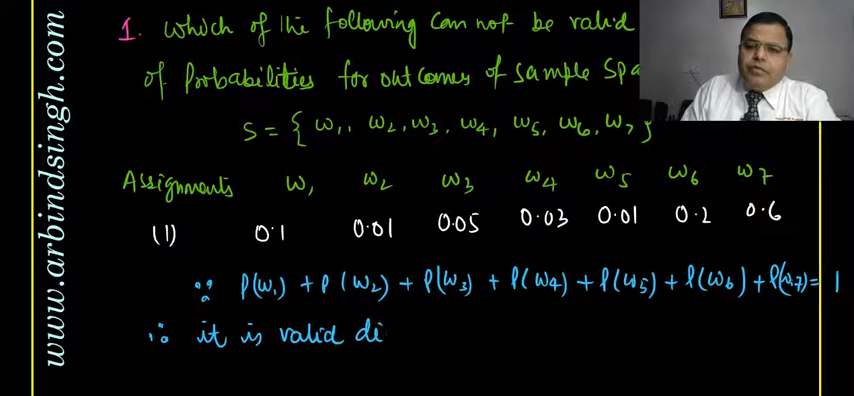 www.arbindsingh.com
1. Which of the following can not be valid
of Probabilities for outcomes of Sample Spa
S = { ω1, ω2, ω3, ω4, ω5, ω6, ω7 }
Assignments ω1 ω2 ω3 ω4 ω5 ω6 ω7
(1) 0.1 0.01 0.05 0.03 0.01 0.2 0.6
∵ P(ω1) + P(ω2) + P(ω3) + P(ω4) + P(ω5) + P(ω6) + P(ω7) = 1
∴ it is valid di
www.arbindsingh.com